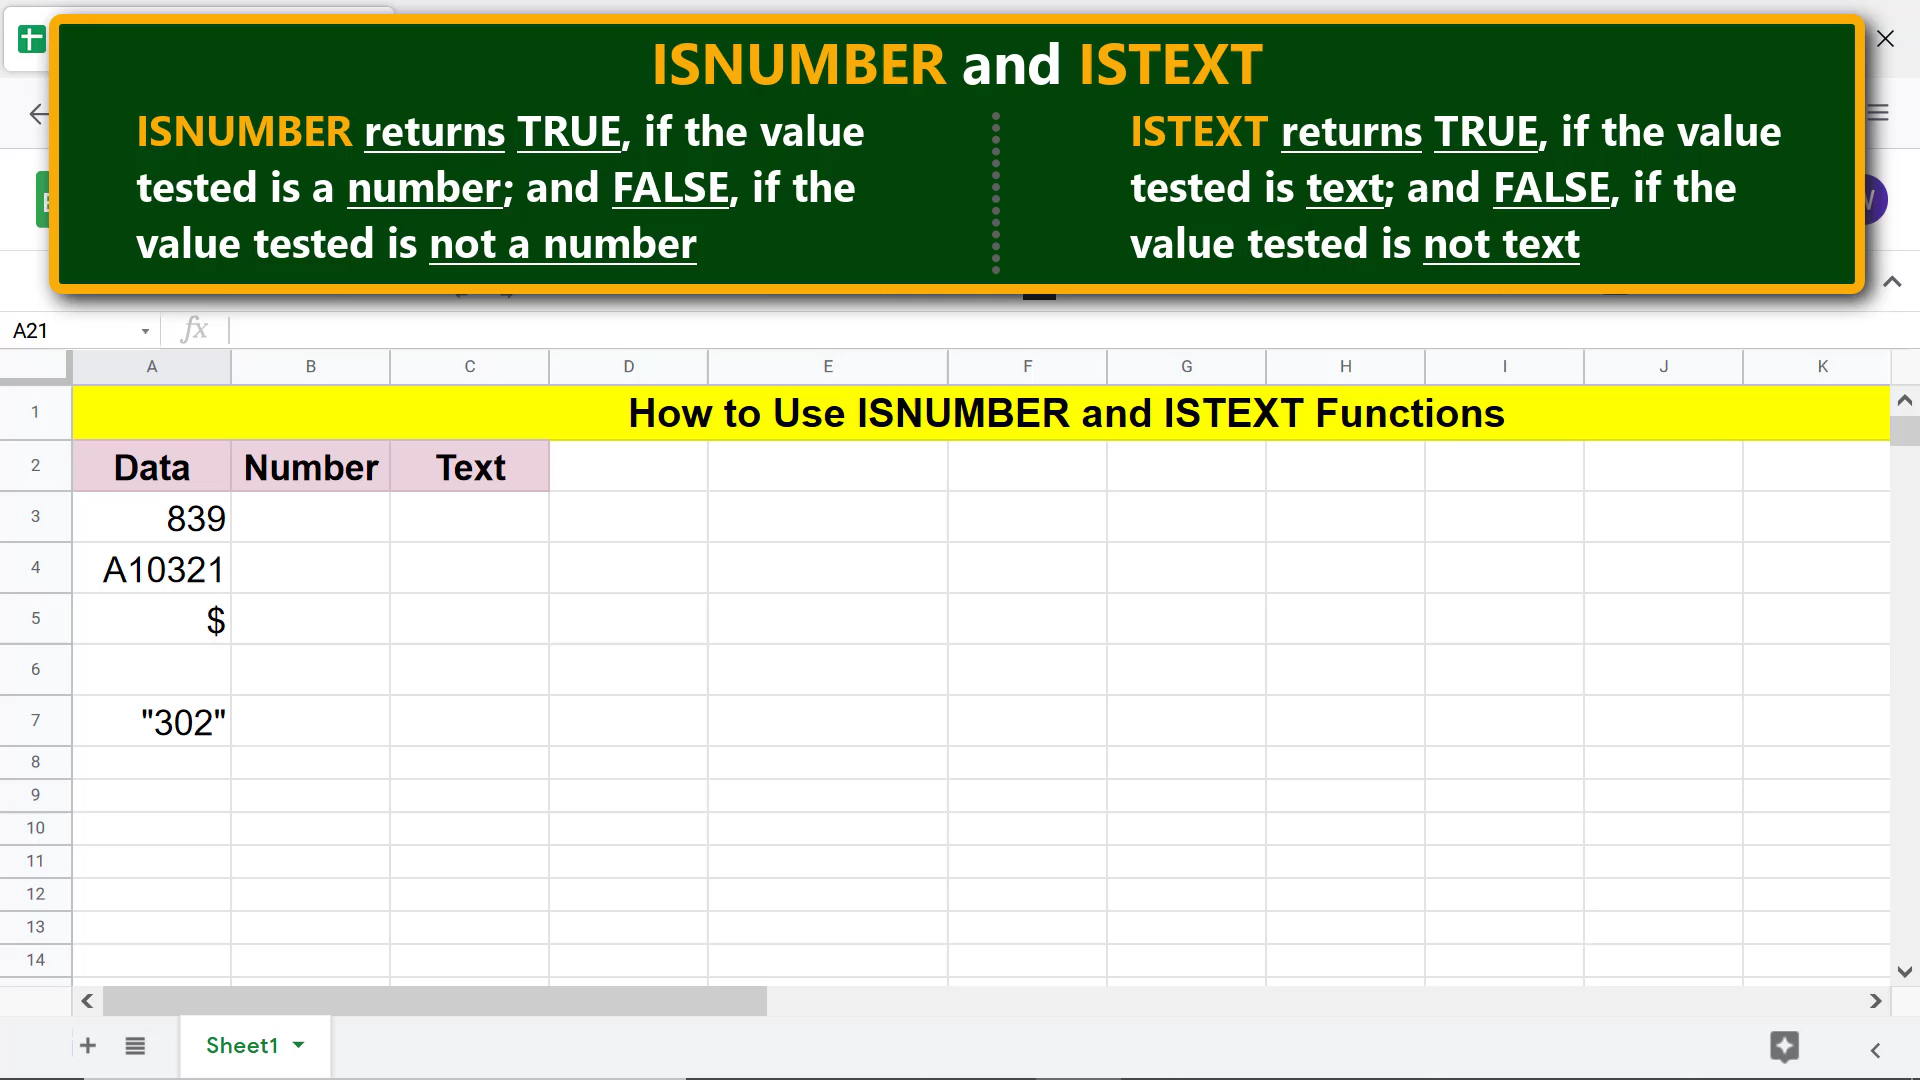 ISNUMBER and ISTEXT
ISNUMBER returns TRUE, if the value
tested is a number; and FALSE, if the
value tested is not a number
ISTEXT returns TRUE, if the value
tested is text; and FALSE, if the
value tested is not text
A21
fx
A B C D E F G H I J K
1 How to Use ISNUMBER and ISTEXT Functions
2 Data Number Text
3 839
4 A10321
5 $
6
7 "302"
8
9
10
11
12
13
14
Sheet1